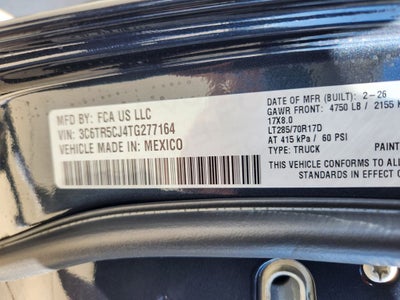 MFD BY: FCA US LLC
VIN: 3C6TR5CJ4TG277164
VEHICLE MADE IN: MEXICO
DATE OF MFR (BUILT): 2-26
GAWR FRONT: 4750 LB / 2155
17X8.0
LT285/70R17D
AT 415 kPa / 60 PSI
TYPE: TRUCK
PAINT
THIS VEHICLE CONFORMS TO ALL
STANDARDS IN